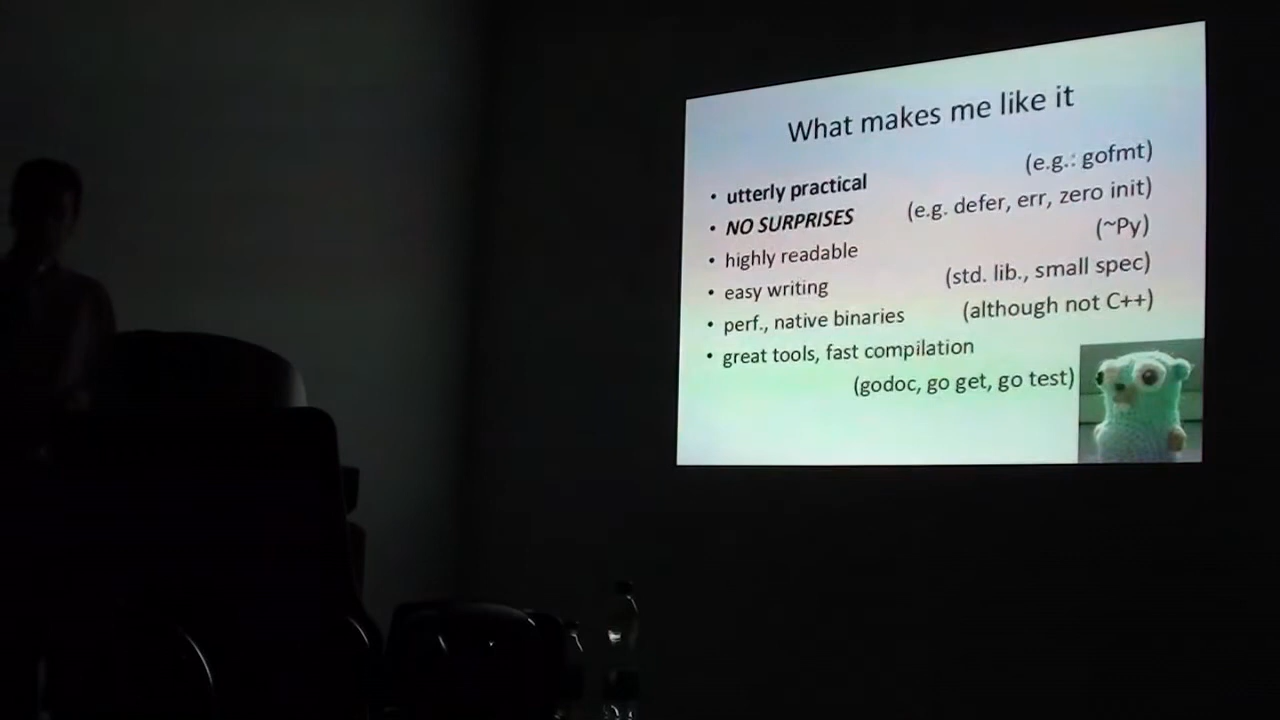 What makes me like it
• utterly practical (e.g.: gofmt)
• NO SURPRISES (e.g. defer, err, zero init)
• highly readable (~Py)
• easy writing (std. lib., small spec)
• perf., native binaries (although not C++)
• great tools, fast compilation
(godoc, go get, go test)